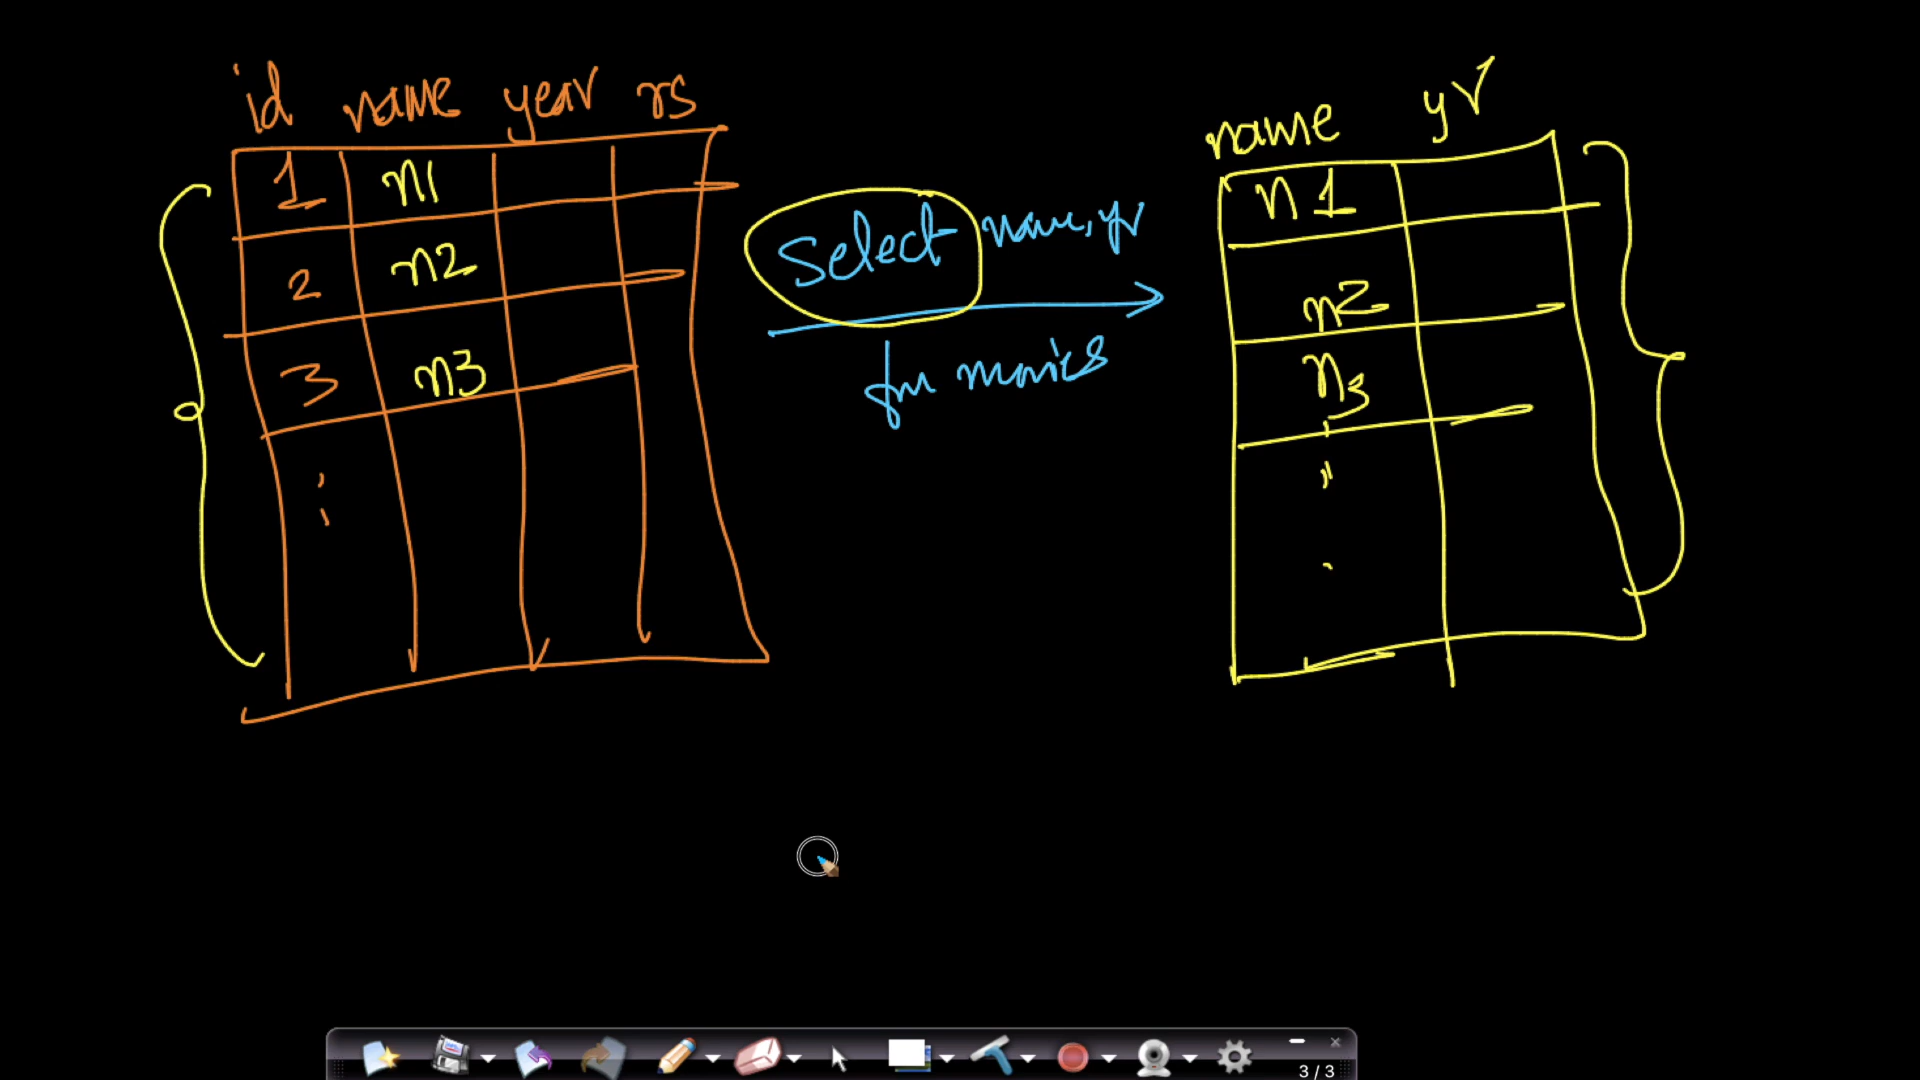 id name year rs
1 n1
2 n2
3 n3
Select name, yr
from movies
name yr
n1
n2
n3
3 / 3